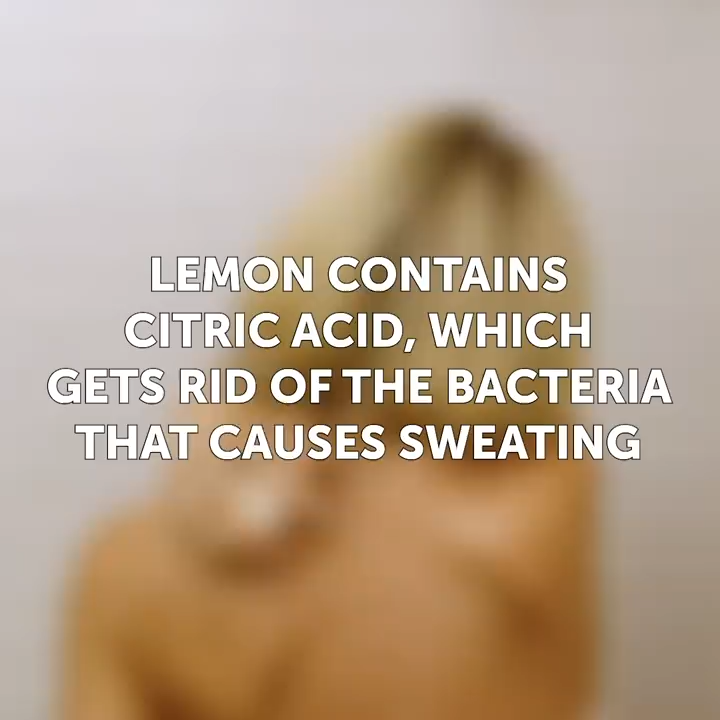 LEMON CONTAINS
CITRIC ACID, WHICH
GETS RID OF THE BACTERIA
THAT CAUSES SWEATING